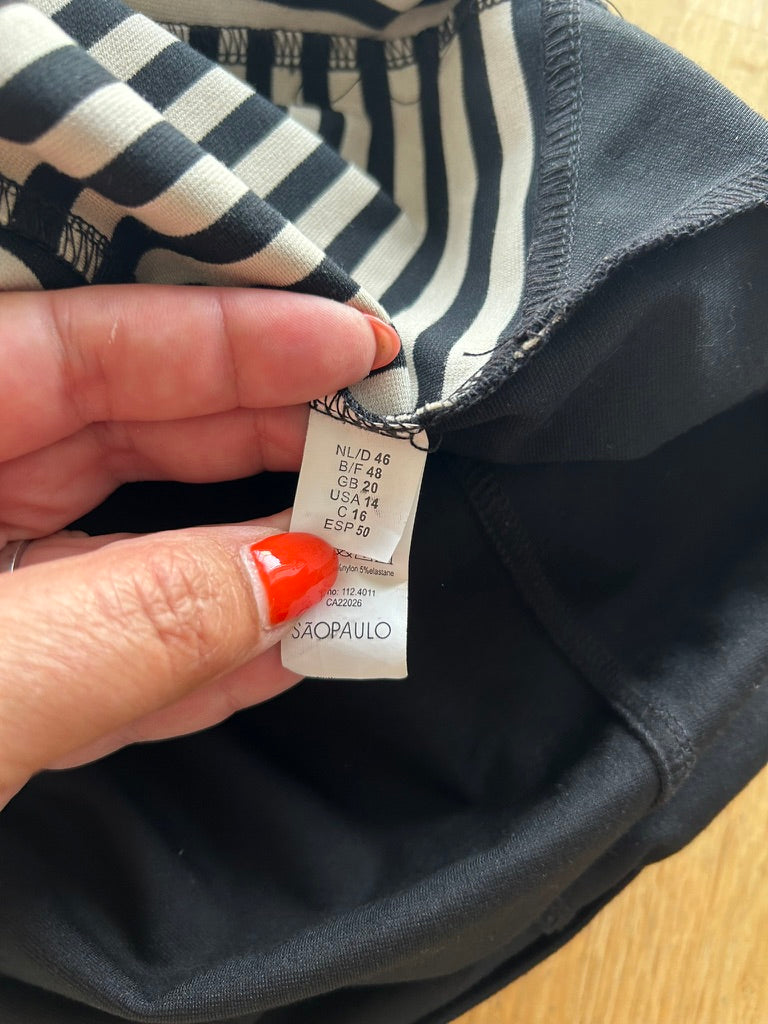 NL/D 46
B/F 48
GB 20
USA 14
C 16
ESP 50
nylon 5%elastane
no: 112.4011
CA22026
SÃOPAULO